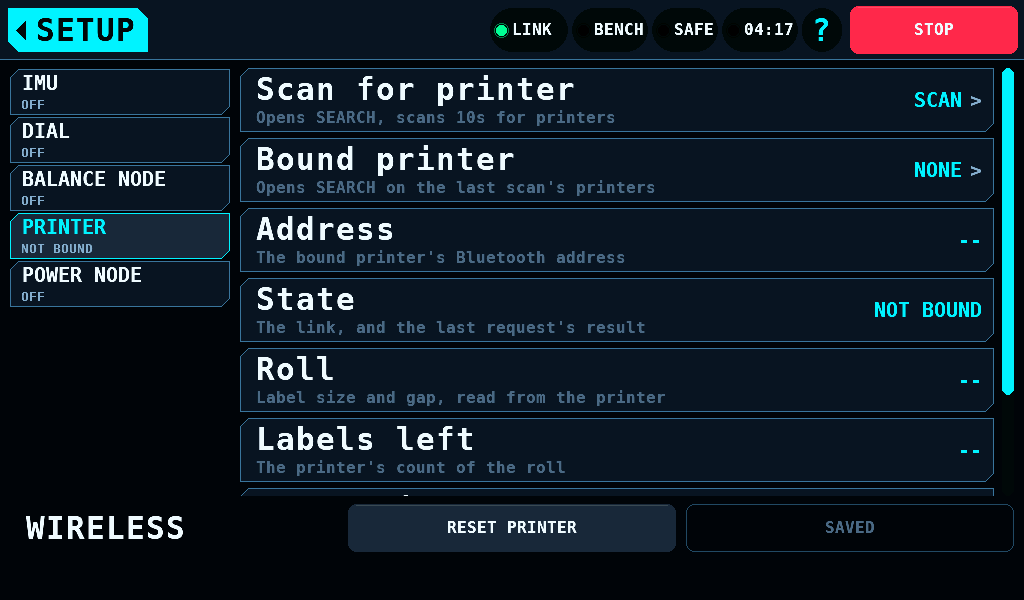 SETUP
LINK
BENCH
SAFE
04:17
?
STOP
IMU
OFF
DIAL
OFF
BALANCE NODE
OFF
PRINTER
NOT BOUND
POWER NODE
OFF
Scan for printer
Opens SEARCH, scans 10s for printers
SCAN >
Bound printer
Opens SEARCH on the last scan's printers
NONE >
Address
The bound printer's Bluetooth address
--
State
The link, and the last request's result
NOT BOUND
Roll
Label size and gap, read from the printer
--
Labels left
The printer's count of the roll
--
WIRELESS
RESET PRINTER
SAVED